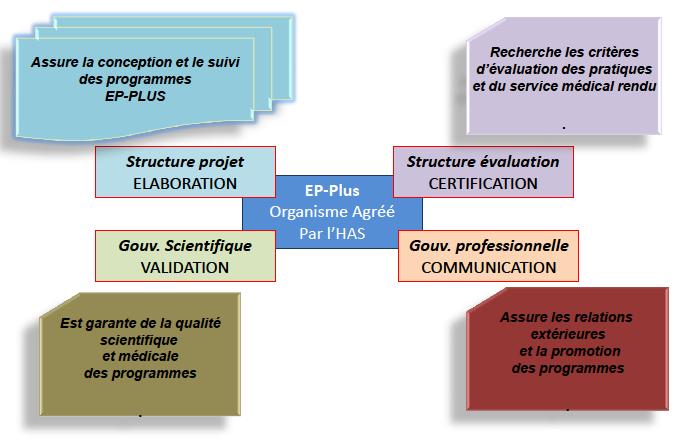 Assure la conception et le suivi
des programmes
EP-PLUS
Recherche les critères
d'évaluation des pratiques
et du service médical rendu
.
Structure projet
ELABORATION
Structure évaluation
CERTIFICATION
EP-Plus
Organisme Agréé
Par l'HAS
Gouv. Scientifique
VALIDATION
Gouv. professionnelle
COMMUNICATION
Est garante de la qualité
scientifique
et médicale
des programmes
.
Assure les relations
extérieures
et la promotion
des programmes
.